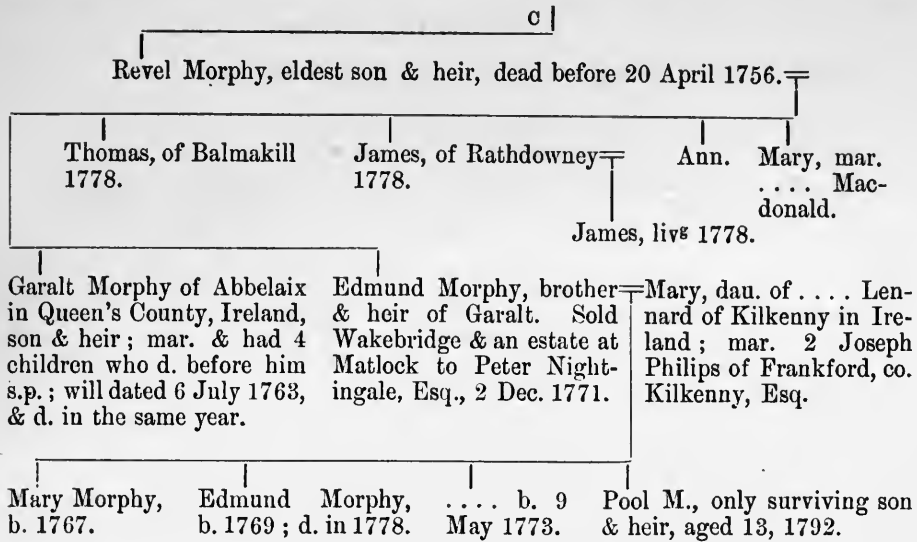 C
Revel Morphy, eldest son & heir, dead before 20 April 1756.
Thomas, of Balmakill
1778.
James, of Rathdowney
1778.
Ann.
Mary, mar.
. . . . Mac-
donald.
James, livg 1778.
Garalt Morphy of Abbelaix
in Queen's County, Ireland,
son & heir ; mar. & had 4
children who d. before him
s.p. ; will dated 6 July 1763,
& d. in the same year.
Edmund Morphy, brother
& heir of Garalt. Sold
Wakebridge & an estate at
Matlock to Peter Night-
ingale, Esq., 2 Dec. 1771.
Mary, dau. of . . . . Len-
nard of Kilkenny in Ire-
land ; mar. 2 Joseph
Philips of Frankford, co.
Kilkenny, Esq.
Mary Morphy,
b. 1767.
Edmund Morphy,
b. 1769 ; d. in 1778.
. . . . b. 9
May 1773.
Pool M., only surviving son
& heir, aged 13, 1792.